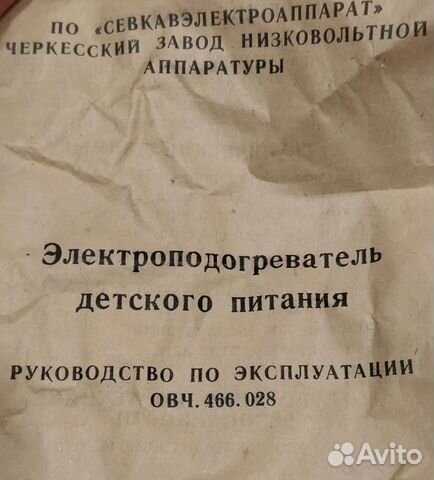 ПО «СЕВКАВЭЛЕКТРОАППАРАТ»
ЧЕРКЕССКИЙ ЗАВОД НИЗКОВОЛЬТНОЙ
АППАРАТУРЫ
Электроподогреватель
детского питания
РУКОВОДСТВО ПО ЭКСПЛУАТАЦИИ
ОВЧ.466.028
Avito